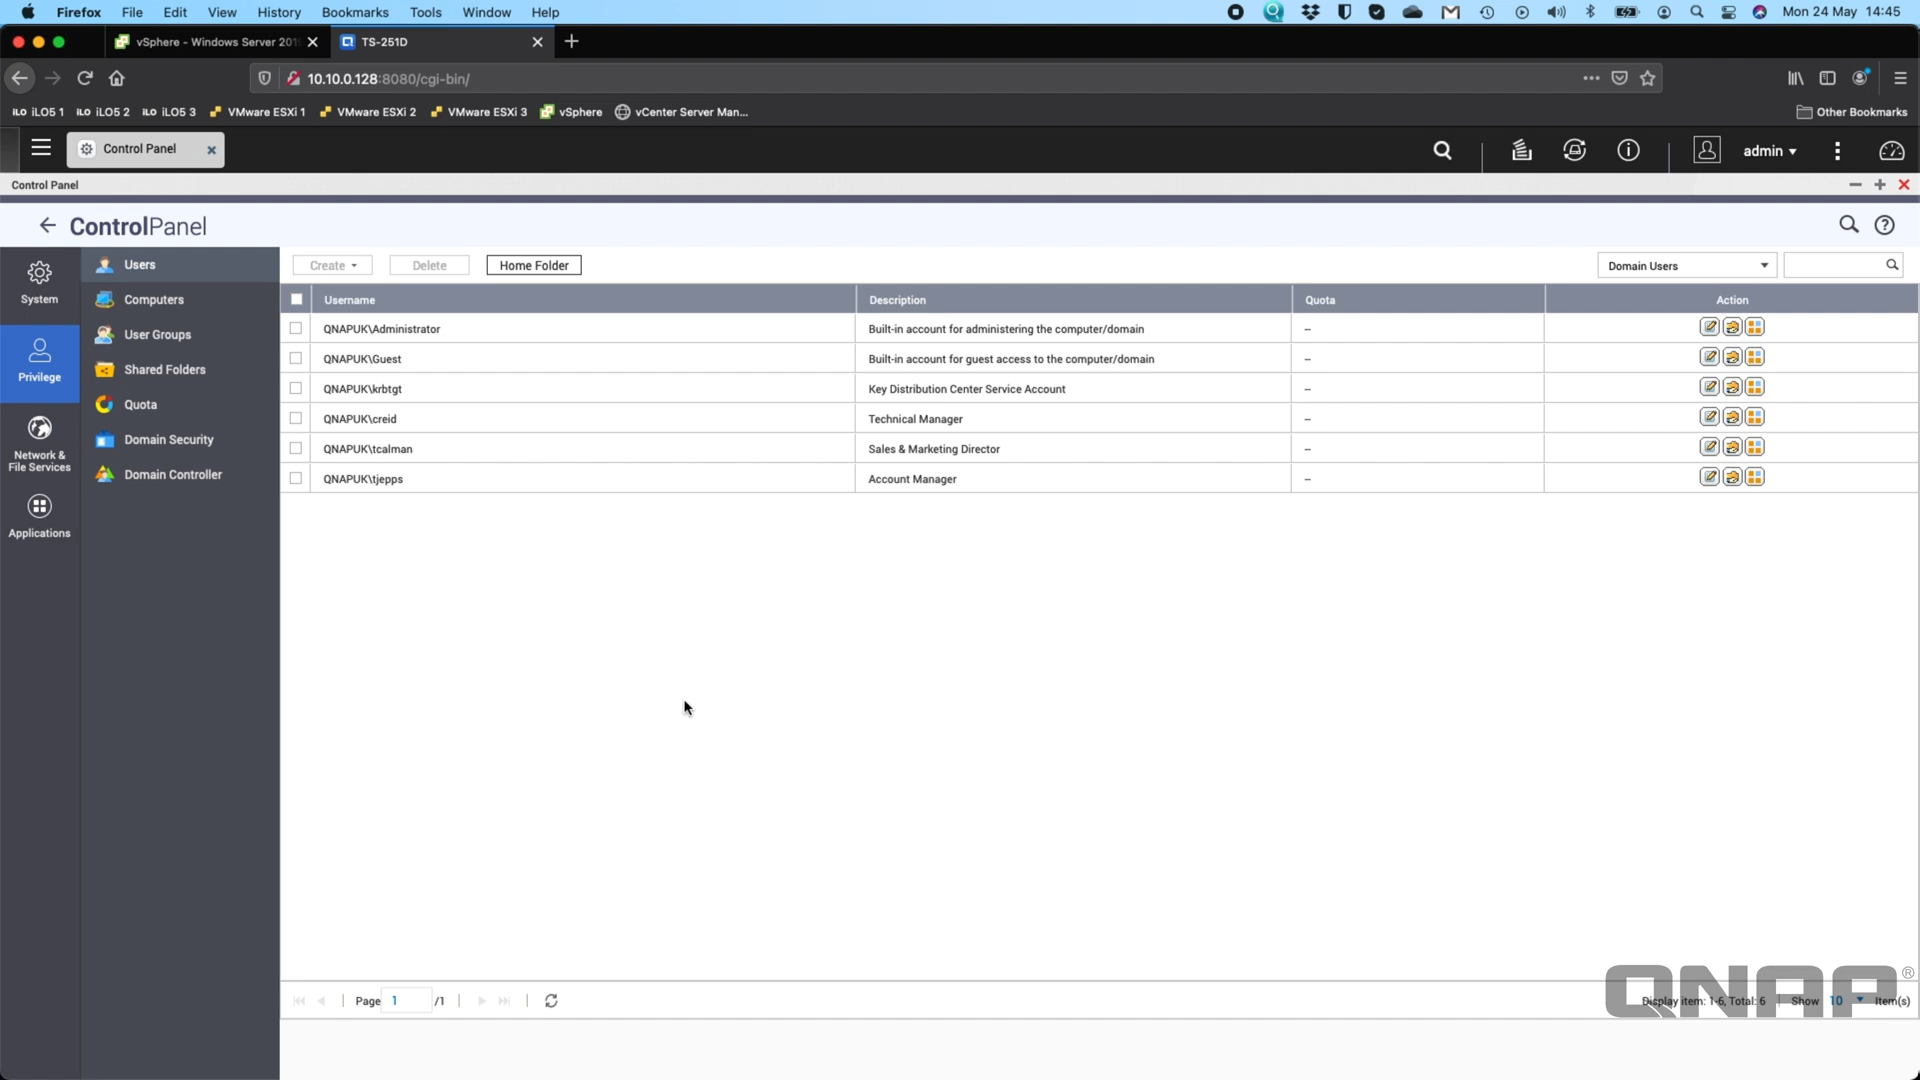 Firefox File Edit View History Bookmarks Tools Window Help Mon 24 May 14:45
vSphere - Windows Server 201 TS-251D
10.10.0.128:8080/cgi-bin/
iLO iLO5 1 iLO iLO5 2 iLO iLO5 3 VMware ESXi 1 VMware ESXi 2 VMware ESXi 3 vSphere vCenter Server Man... Other Bookmarks
Control Panel admin
Control Panel
ControlPanel
System
Privilege
Network &
File Services
Applications
Users
Computers
User Groups
Shared Folders
Quota
Domain Security
Domain Controller
Create Delete Home Folder Domain Users
Username Description Quota Action
QNAPUK\Administrator Built-in account for administering the computer/domain --
QNAPUK\Guest Built-in account for guest access to the computer/domain --
QNAPUK\krbtgt Key Distribution Center Service Account --
QNAPUK\creid Technical Manager --
QNAPUK\tcalman Sales & Marketing Director --
QNAPUK\tjepps Account Manager --
Page 1 /1 Display item: 1-6, Total: 6 Show 10 Item(s)
QNAP®